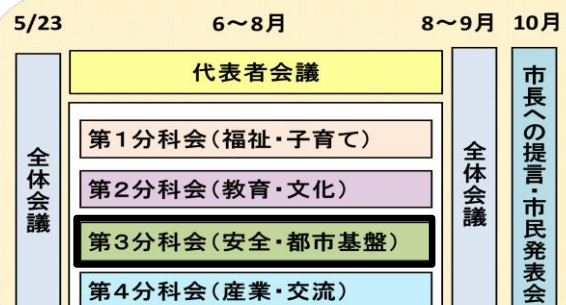 5/23
6～8月
8～9月
10月
全体会議
代表者会議
第1分科会(福祉・子育て)
第2分科会(教育・文化)
第3分科会(安全・都市基盤)
第4分科会(産業・交流)
全体会議
市長への提言・市民発表会